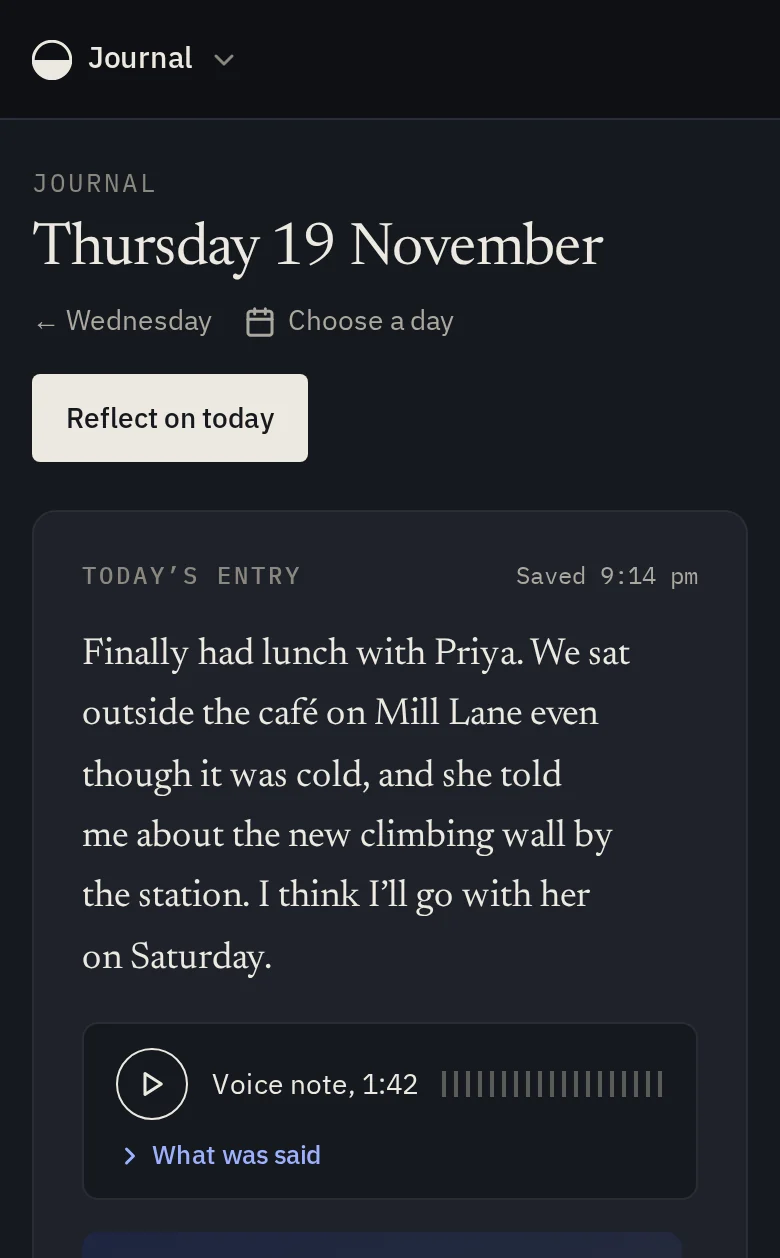 Journal
JOURNAL
Thursday 19 November
← Wednesday Choose a day
Reflect on today
TODAY’S ENTRY Saved 9:14 pm
Finally had lunch with Priya. We sat
outside the café on Mill Lane even
though it was cold, and she told
me about the new climbing wall by
the station. I think I’ll go with her
on Saturday.
Voice note, 1:42
What was said